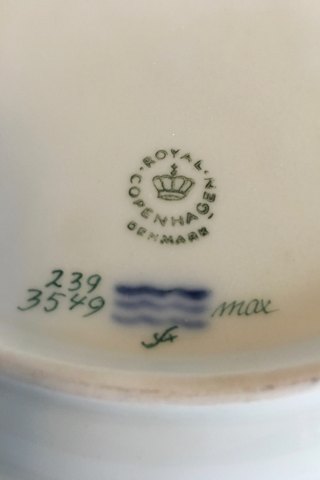 ROYAL
COPENHAGEN
DENMARK
239
3549 max